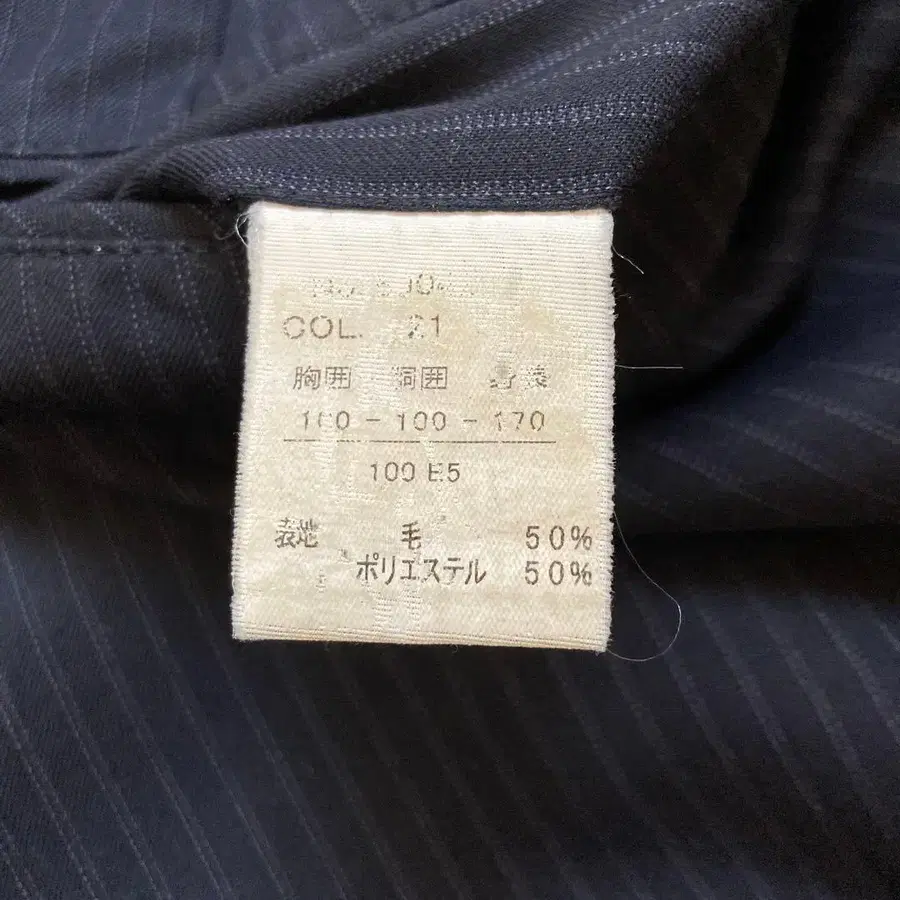 COL. 21
胸囲 胴囲 身長
100-100-170
100 E5
表地 毛 50%
ポリエステル 50%